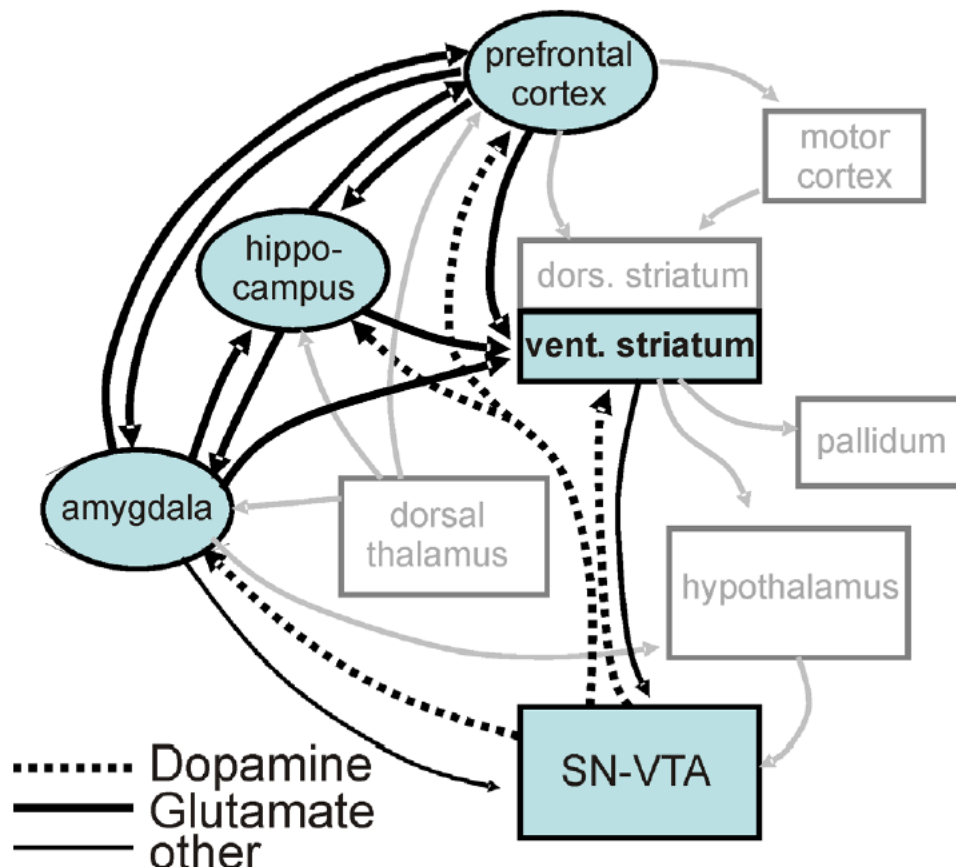 prefrontal
cortex
motor
cortex
hippo-
campus
dors. striatum
vent. striatum
pallidum
amygdala
dorsal
thalamus
hypothalamus
SN-VTA
Dopamine
Glutamate
other